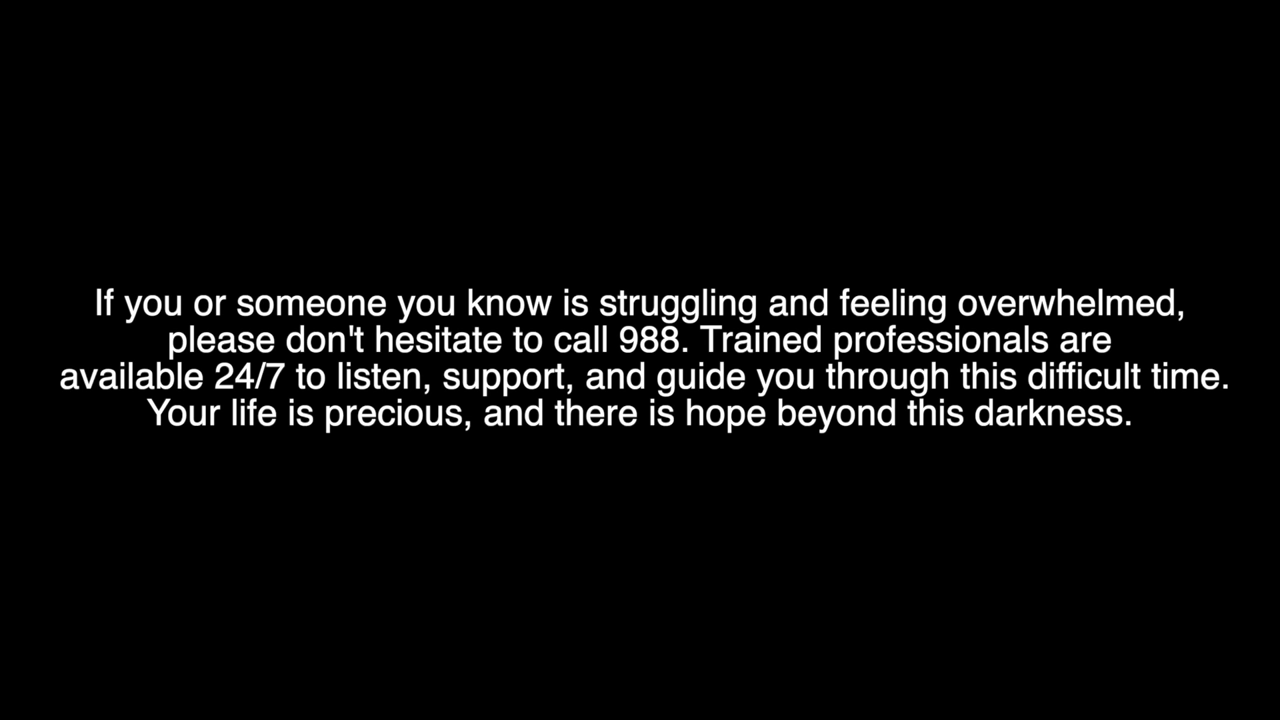 If you or someone you know is struggling and feeling overwhelmed,
please don't hesitate to call 988. Trained professionals are
available 24/7 to listen, support, and guide you through this difficult time.
Your life is precious, and there is hope beyond this darkness.